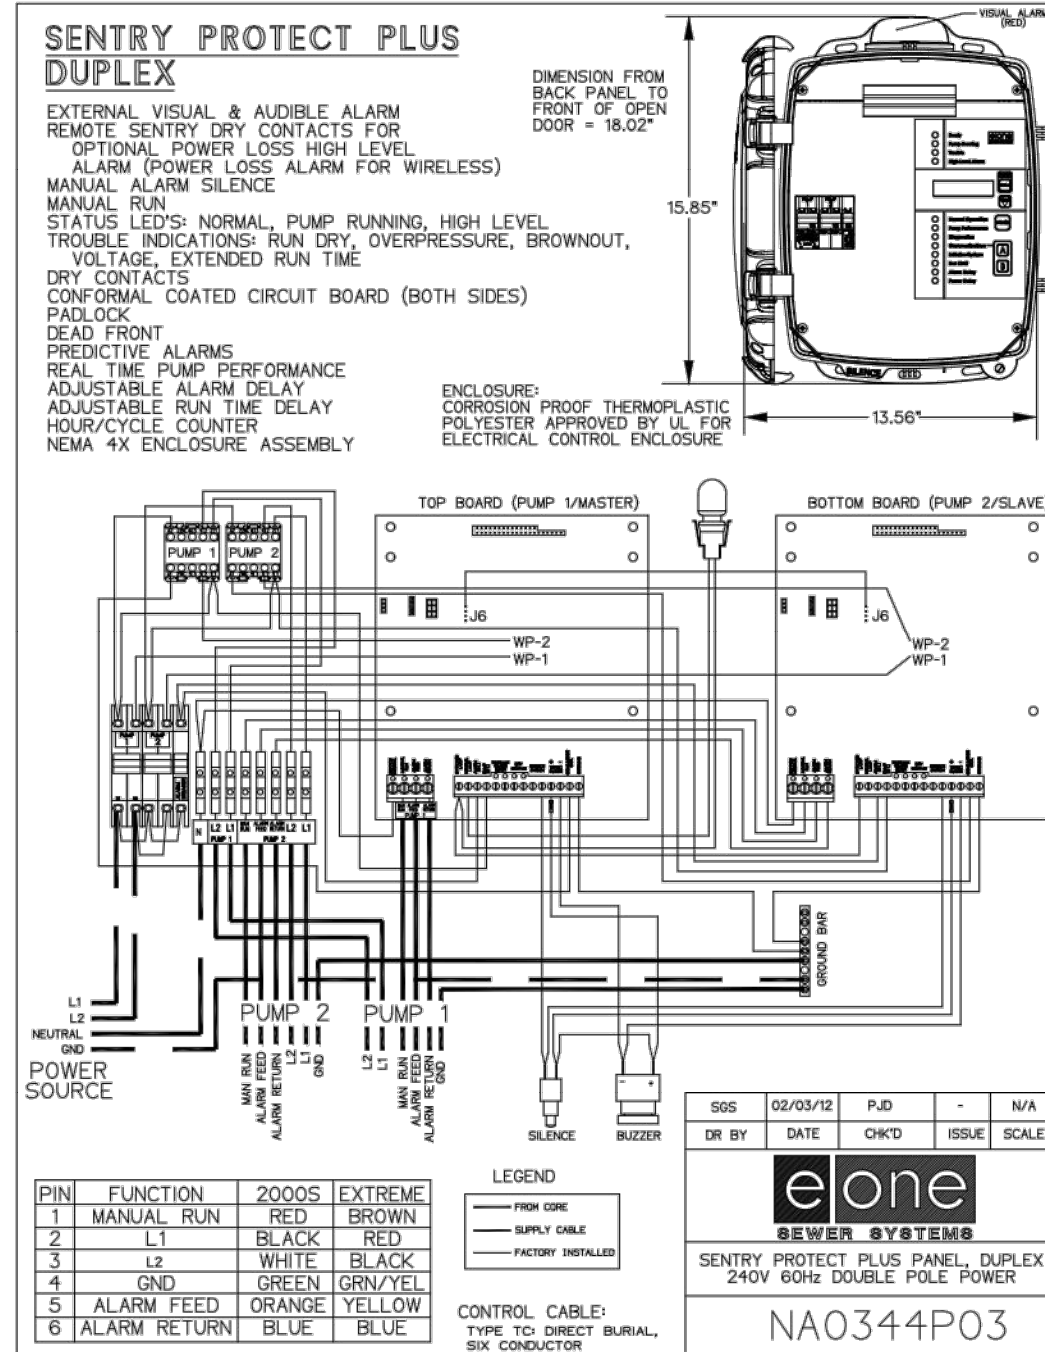 SENTRY PROTECT PLUS
DUPLEX
EXTERNAL VISUAL & AUDIBLE ALARM
REMOTE SENTRY DRY CONTACTS FOR
OPTIONAL POWER LOSS HIGH LEVEL
ALARM (POWER LOSS ALARM FOR WIRELESS)
MANUAL ALARM SILENCE
MANUAL RUN
STATUS LED'S: NORMAL, PUMP RUNNING, HIGH LEVEL
TROUBLE INDICATIONS: RUN DRY, OVERPRESSURE, BROWNOUT,
VOLTAGE, EXTENDED RUN TIME
DRY CONTACTS
CONFORMAL COATED CIRCUIT BOARD (BOTH SIDES)
PADLOCK
DEAD FRONT
PREDICTIVE ALARMS
REAL TIME PUMP PERFORMANCE
ADJUSTABLE ALARM DELAY
ADJUSTABLE RUN TIME DELAY
HOUR/CYCLE COUNTER
NEMA 4X ENCLOSURE ASSEMBLY
VISUAL ALARM
(RED)
DIMENSION FROM
BACK PANEL TO
FRONT OF OPEN
DOOR = 18.02"
15.85"
SILENCE
13.56"
ENCLOSURE:
CORROSION PROOF THERMOPLASTIC
POLYESTER APPROVED BY UL FOR
ELECTRICAL CONTROL ENCLOSURE
TOP BOARD (PUMP 1/MASTER)
BOTTOM BOARD (PUMP 2/SLAVE)
PUMP 1
PUMP 2
J6
J6
WP-2
WP-1
WP-2
WP-1
PUMP 1
PUMP 2
N L2 L1
L2 L1
PUMP 1
PUMP 2
PUMP 1
GROUND BAR
L1
L2
NEUTRAL
GND
POWER
SOURCE
PUMP 2
PUMP 1
MAN RUN
ALARM FEED
ALARM RETURN
L2
L1
GND
L2
L1
MAN RUN
ALARM FEED
ALARM RETURN
GND
SILENCE
BUZZER
- +
LEGEND
FROM CORE
SUPPLY CABLE
FACTORY INSTALLED
CONTROL CABLE:
TYPE TC: DIRECT BURIAL,
SIX CONDUCTOR
PIN FUNCTION 2000S EXTREME
1 MANUAL RUN RED BROWN
2 L1 BLACK RED
3 L2 WHITE BLACK
4 GND GREEN GRN/YEL
5 ALARM FEED ORANGE YELLOW
6 ALARM RETURN BLUE BLUE
SGS 02/03/12 PJD - N/A
DR BY DATE CHK'D ISSUE SCALE
eone
SEWER SYSTEMS
SENTRY PROTECT PLUS PANEL, DUPLEX
240V 60Hz DOUBLE POLE POWER
NA0344P03